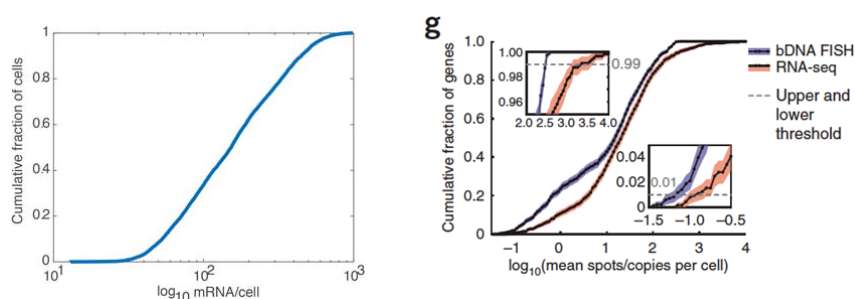 1
0.8
0.6
0.4
0.2
0
10¹
10²
10³
Cumulative fraction of cells
log₁₀ mRNA/cell
g
1.0
0.8
0.6
0.4
0.2
0
−1
0
1
2
3
4
Cumulative fraction of genes
log₁₀(mean spots/copies per cell)
1.00
0.98
0.96
0.99
2.0 2.5 3.0 3.5 4.0
0.04
0.02
0
0.01
−1.5 −1.0 −0.5
bDNA FISH
RNA-seq
Upper and
lower
threshold